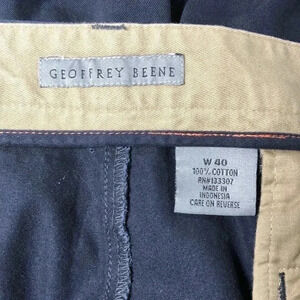 GEOFFREY BEENE
W 40
100% COTTON
RN#133307
MADE IN
INDONESIA
CARE ON REVERSE